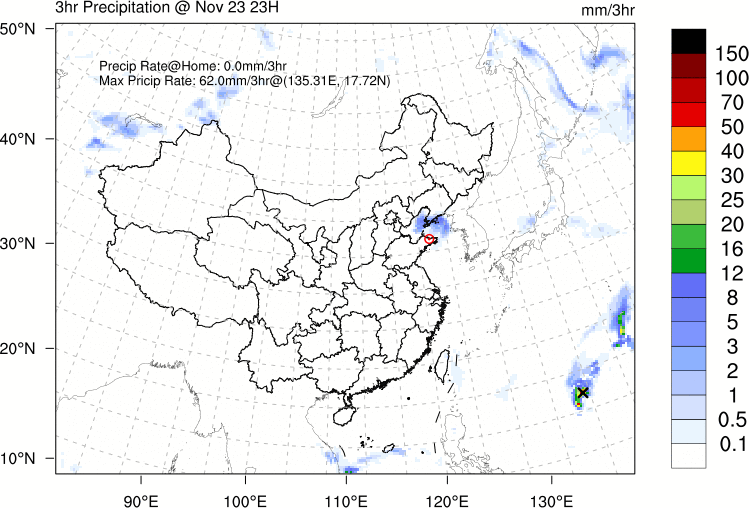 3hr Precipitation @ Nov 23 23H
mm/3hr
Precip Rate@Home: 0.0mm/3hr
Max Pricip Rate: 62.0mm/3hr@(135.31E, 17.72N)
50°N
40°N
30°N
20°N
10°N
90°E
100°E
110°E
120°E
130°E
150
100
70
50
40
30
25
20
16
12
8
5
3
2
1
0.5
0.1